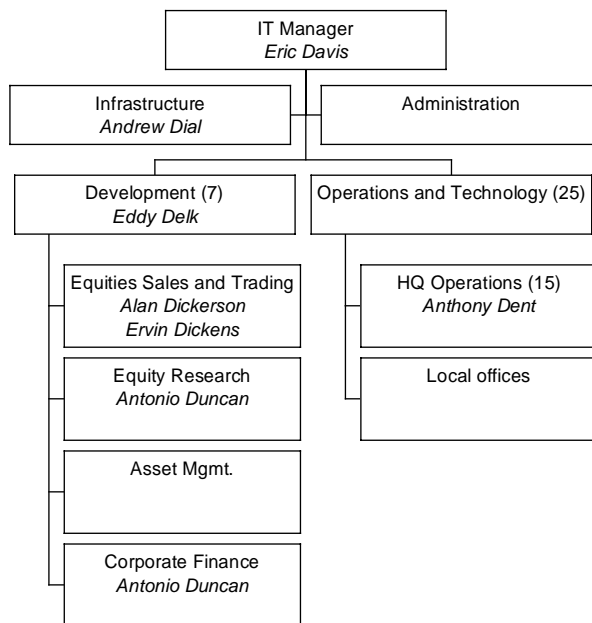 IT Manager
Eric Davis
Infrastructure
Andrew Dial
Administration
Development (7)
Eddy Delk
Operations and Technology (25)
Equities Sales and Trading
Alan Dickerson
Ervin Dickens
HQ Operations (15)
Anthony Dent
Equity Research
Antonio Duncan
Local offices
Asset Mgmt.
Corporate Finance
Antonio Duncan